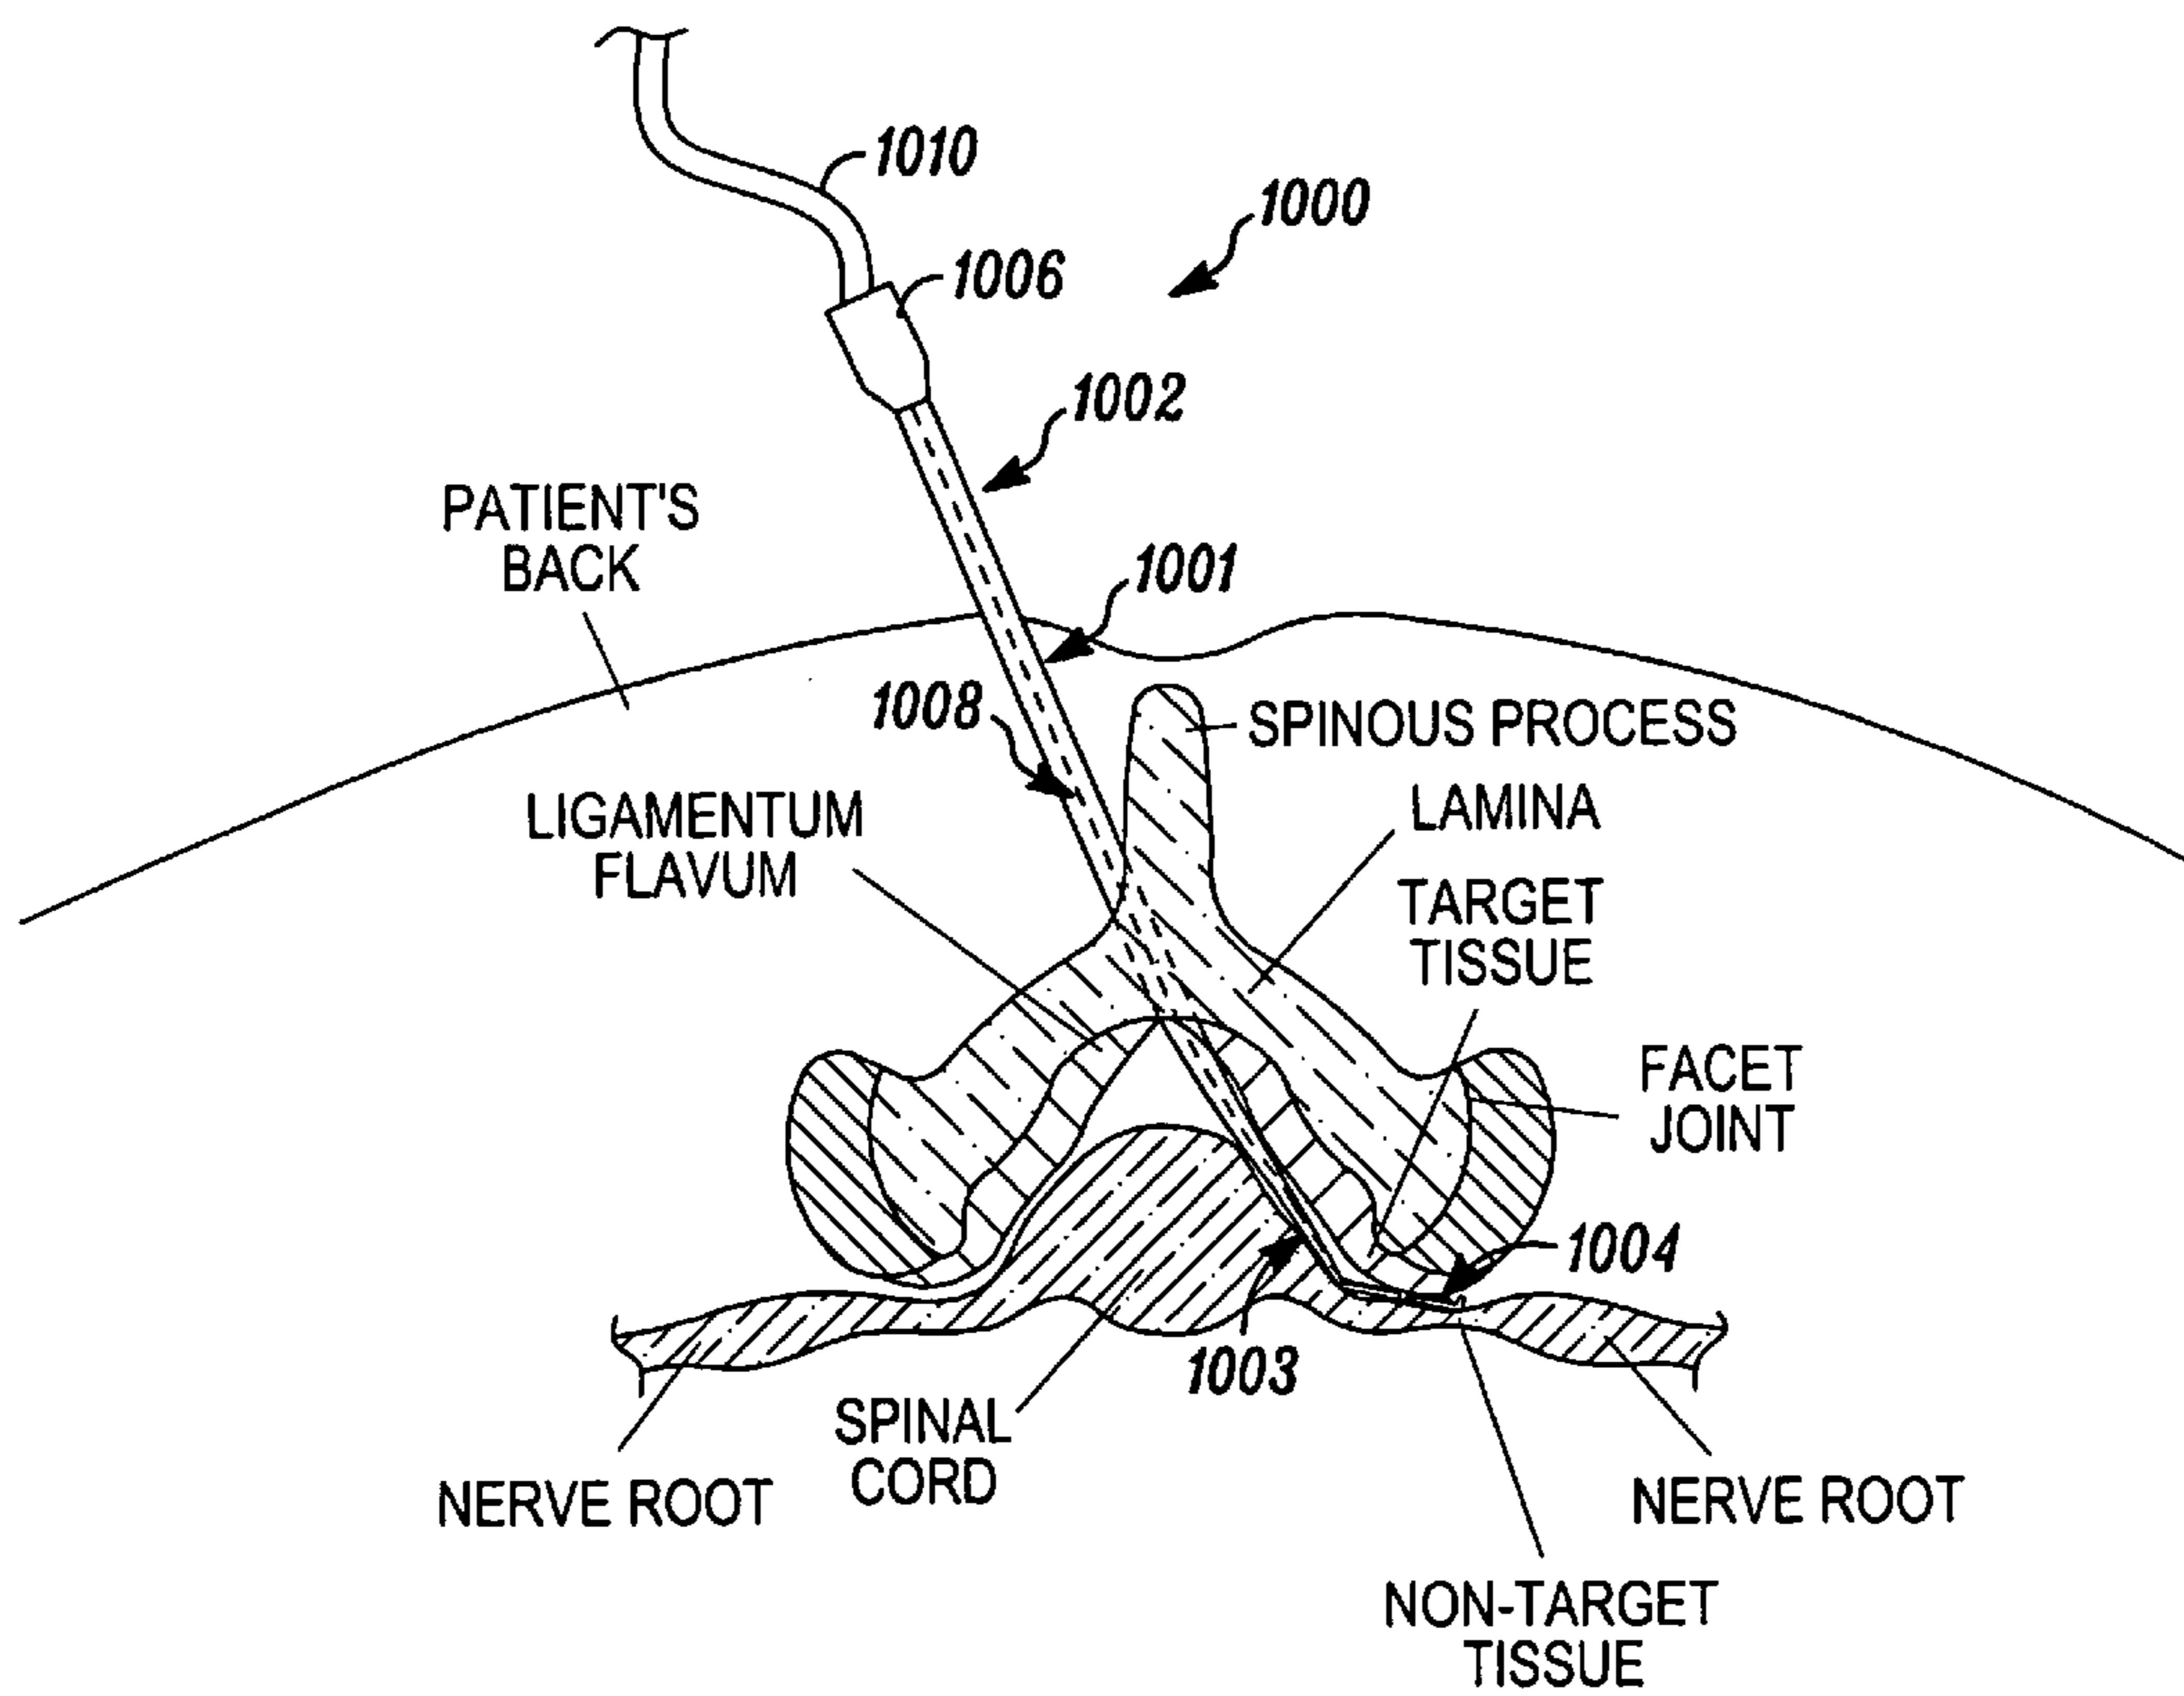 1010
1000
1006
1002
PATIENT'S
BACK
1001
1008
SPINOUS PROCESS
LIGAMENTUM
FLAVUM
LAMINA
TARGET
TISSUE
FACET
JOINT
1004
1003
SPINAL
CORD
NERVE ROOT
NERVE ROOT
NON-TARGET
TISSUE